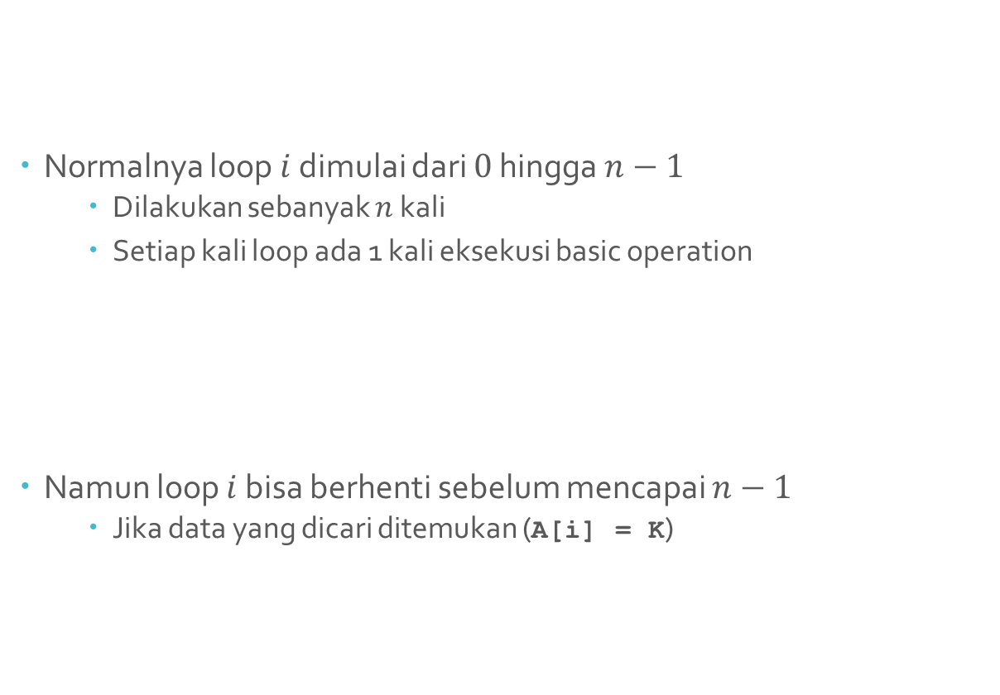 • Normalnya loop i dimulai dari 0 hingga n − 1
• Dilakukan sebanyak n kali
• Setiap kali loop ada 1 kali eksekusi basic operation
• Namun loop i bisa berhenti sebelum mencapai n − 1
• Jika data yang dicari ditemukan (A[i] = K)